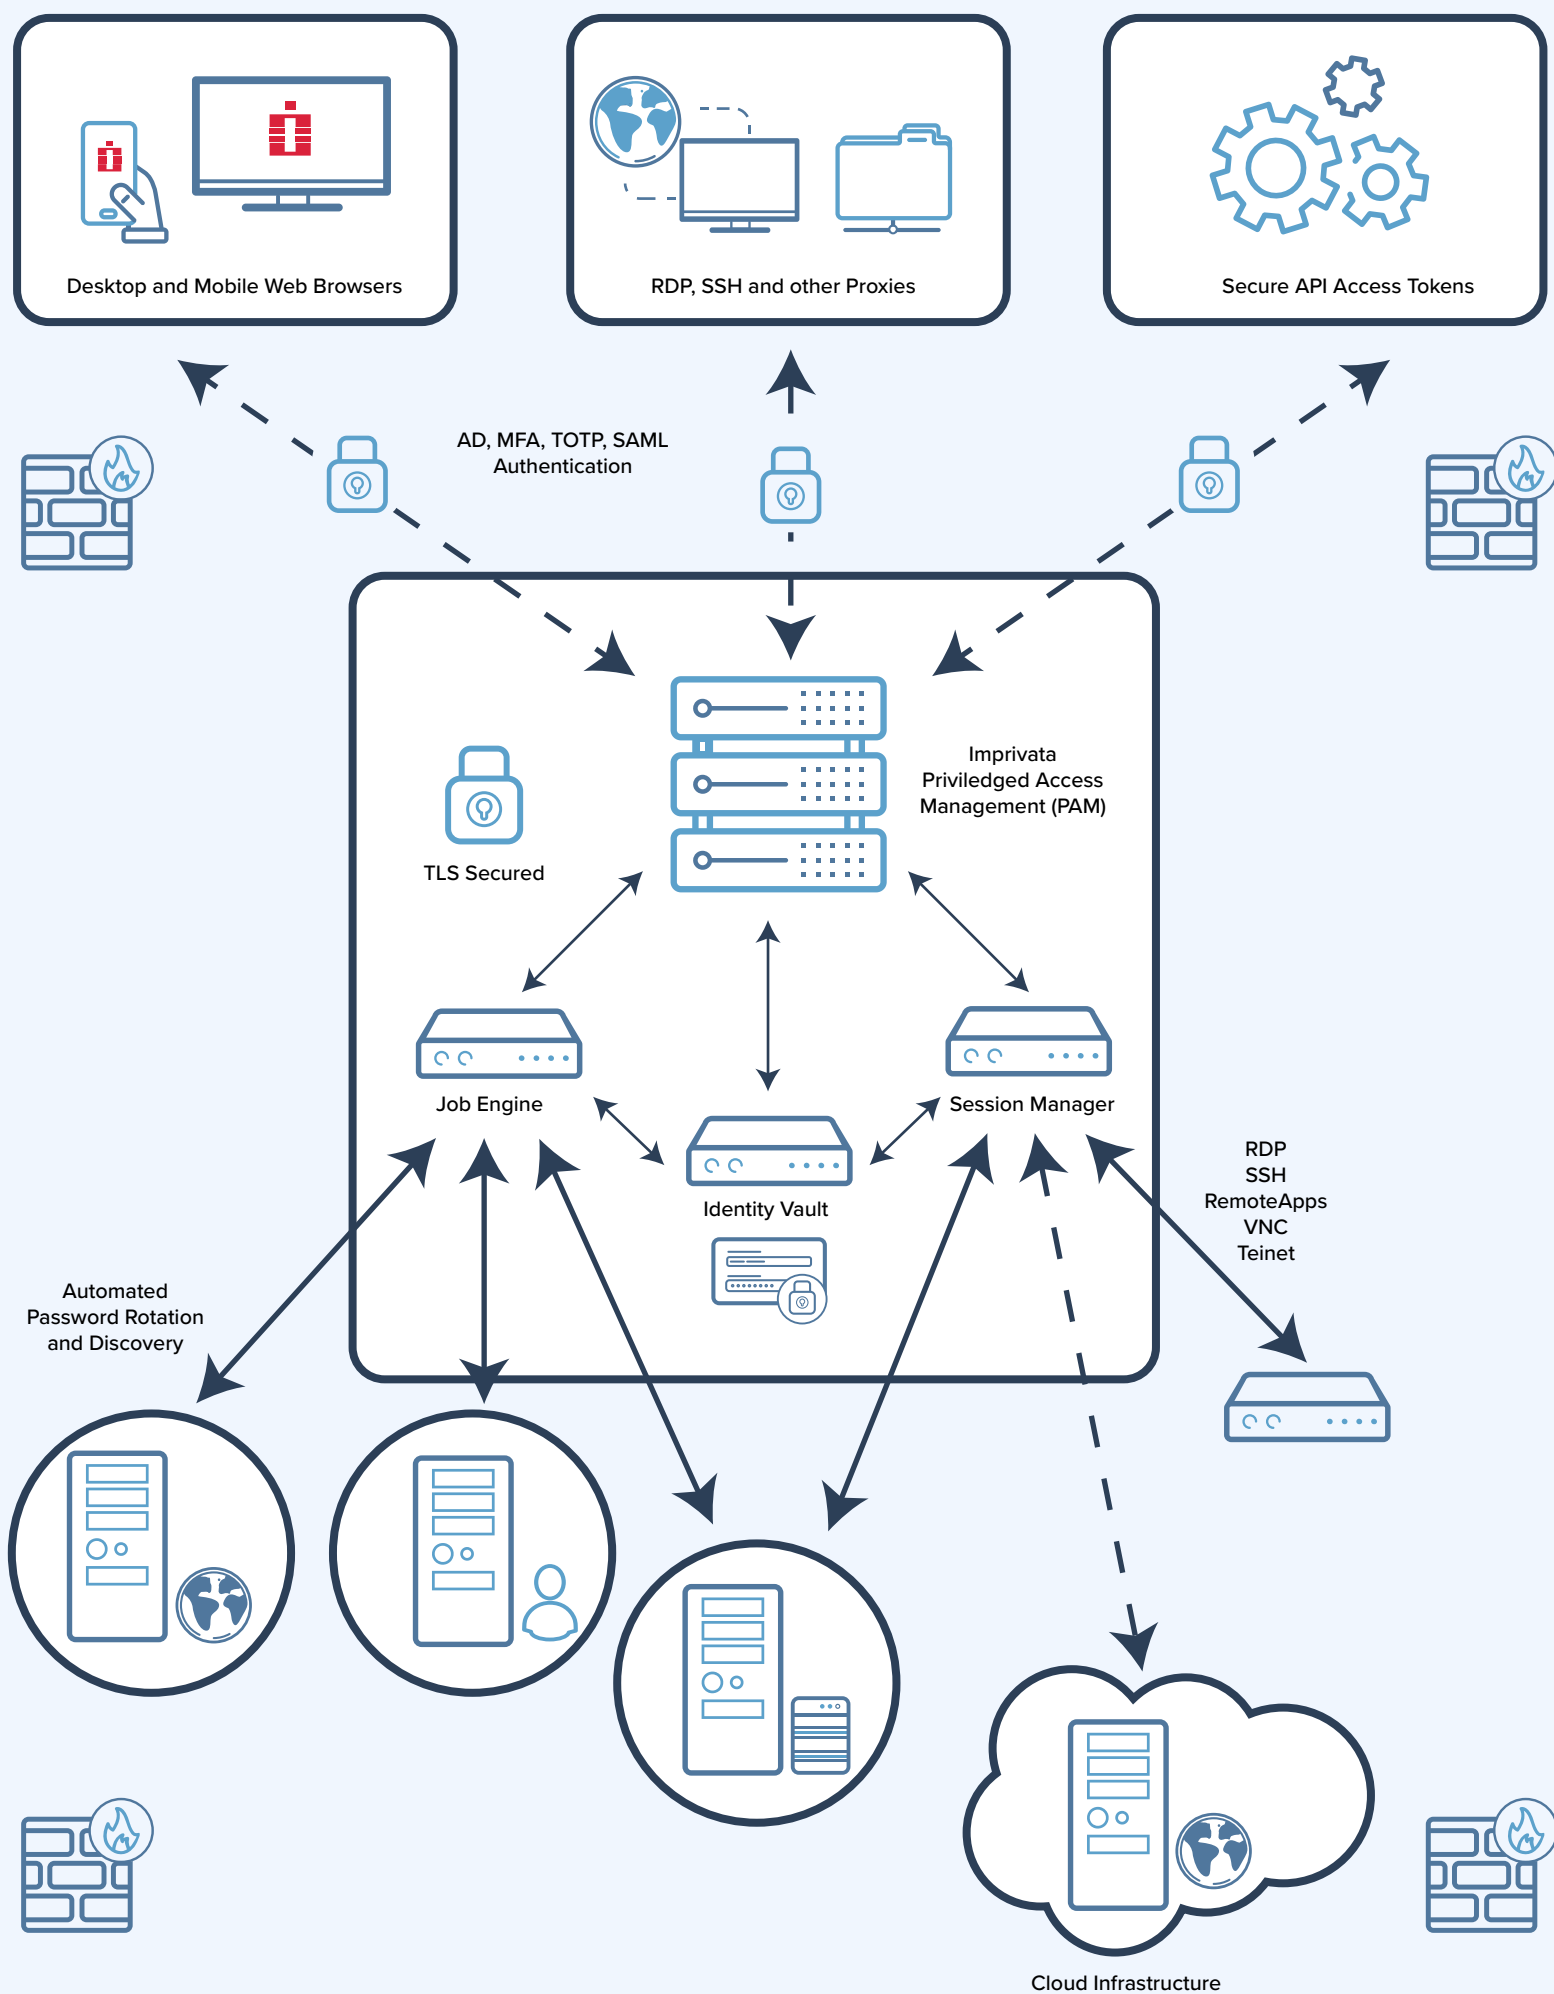 Desktop and Mobile Web Browsers
RDP, SSH and other Proxies
Secure API Access Tokens
AD, MFA, TOTP, SAML
Authentication
Imprivata
Priviledged Access
Management (PAM)
TLS Secured
Job Engine
Session Manager
Identity Vault
RDP
SSH
RemoteApps
VNC
Teinet
Automated
Password Rotation
and Discovery
Cloud Infrastructure